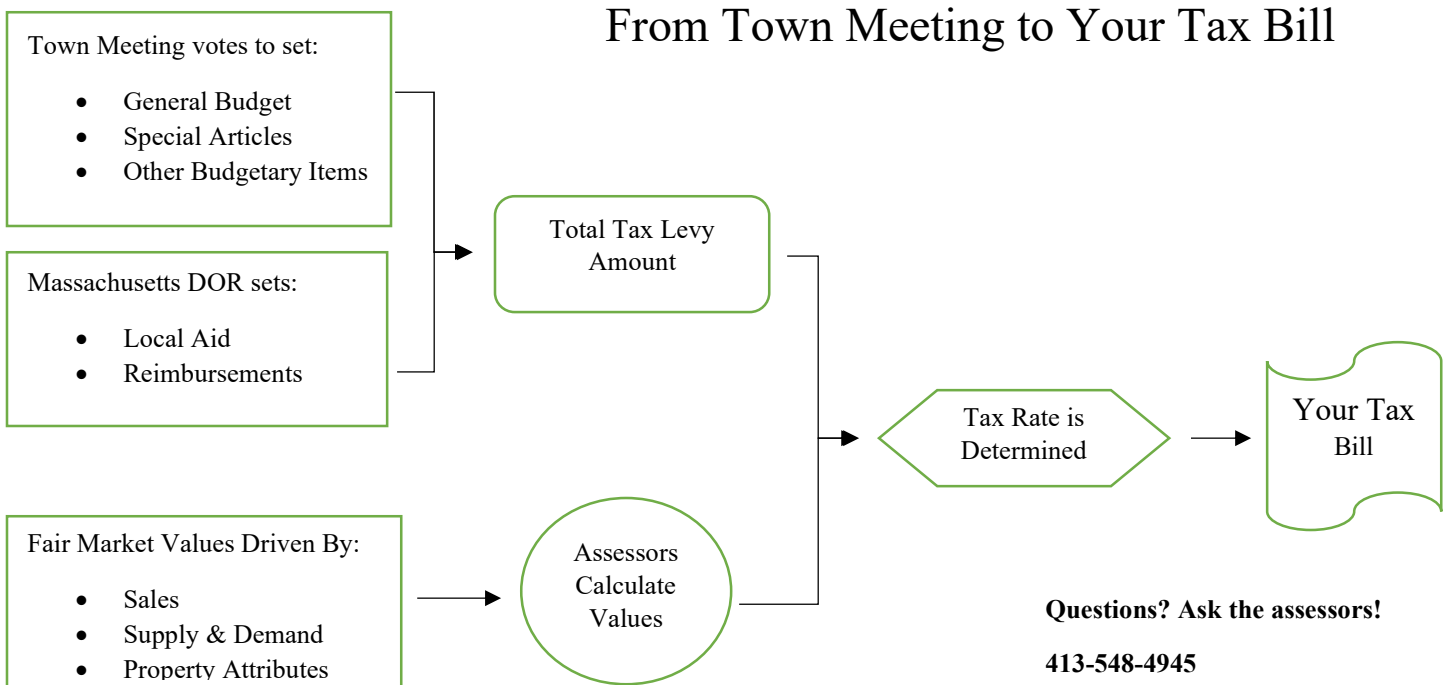 From Town Meeting to Your Tax Bill
Town Meeting votes to set:
• General Budget
• Special Articles
• Other Budgetary Items
Massachusetts DOR sets:
• Local Aid
• Reimbursements
Total Tax Levy
Amount
Fair Market Values Driven By:
• Sales
• Supply & Demand
• Property Attributes
Assessors
Calculate
Values
Tax Rate is
Determined
Your Tax
Bill
Questions? Ask the assessors!
413-548-4945